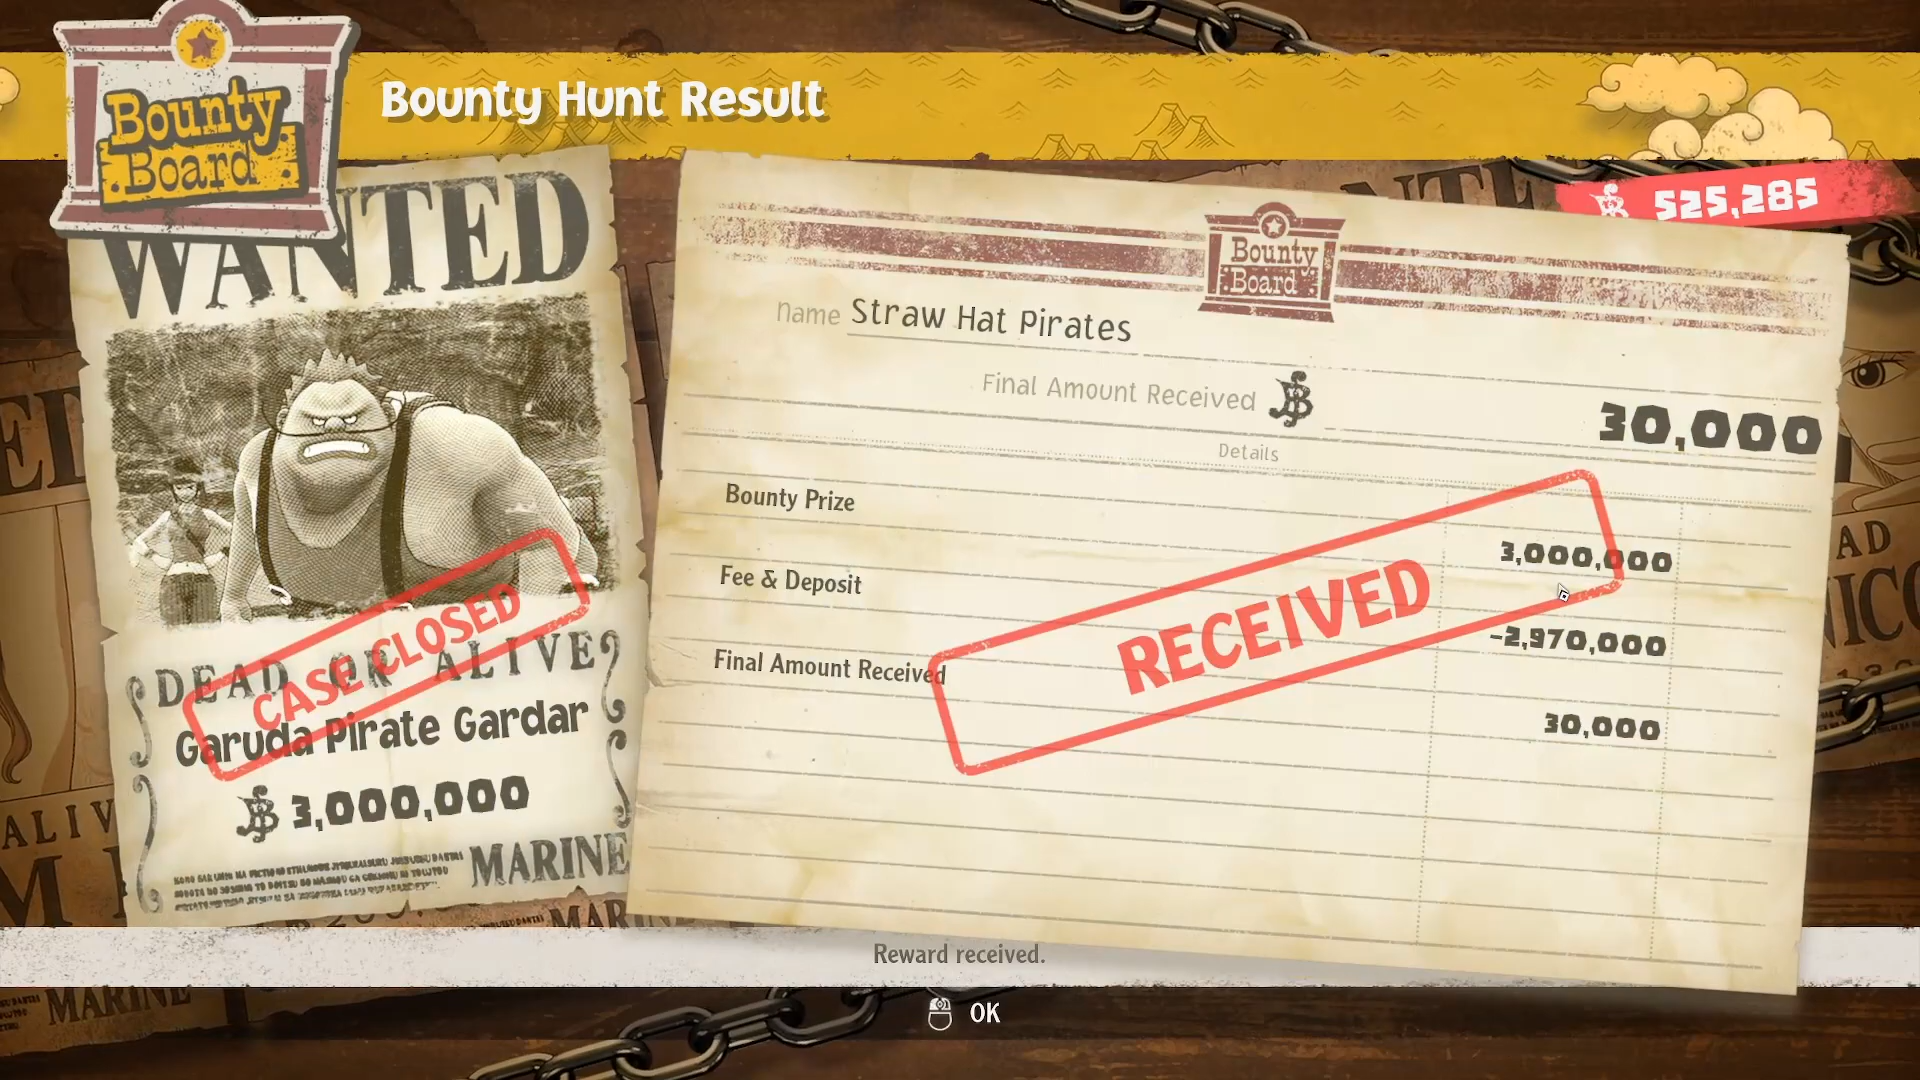 Bounty Board
Bounty Hunt Result
525,285
WANTED
DEAD OR ALIVE
CASE CLOSED
Garuda Pirate Gardar
3,000,000
MARINE
Bounty
Board
Name Straw Hat Pirates
Final Amount Received
30,000
Details
Bounty Prize
3,000,000
Fee & Deposit
-2,970,000
Final Amount Received
30,000
RECEIVED
Reward received.
OK
MARINE